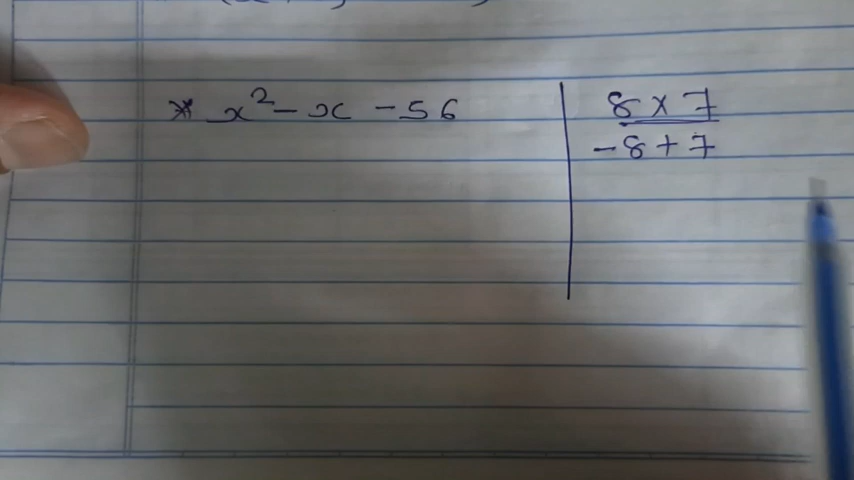 * x² - x - 56
8 x 7
- 8 + 7